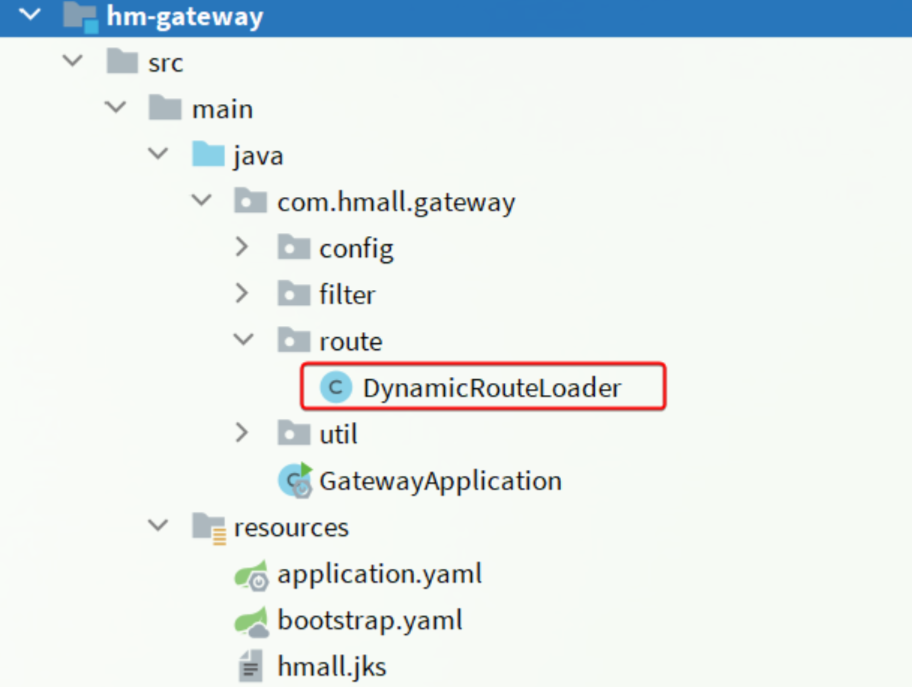 hm-gateway
src
main
java
com.hmall.gateway
config
filter
route
DynamicRouteLoader
util
GatewayApplication
resources
application.yaml
bootstrap.yaml
hmall.jks